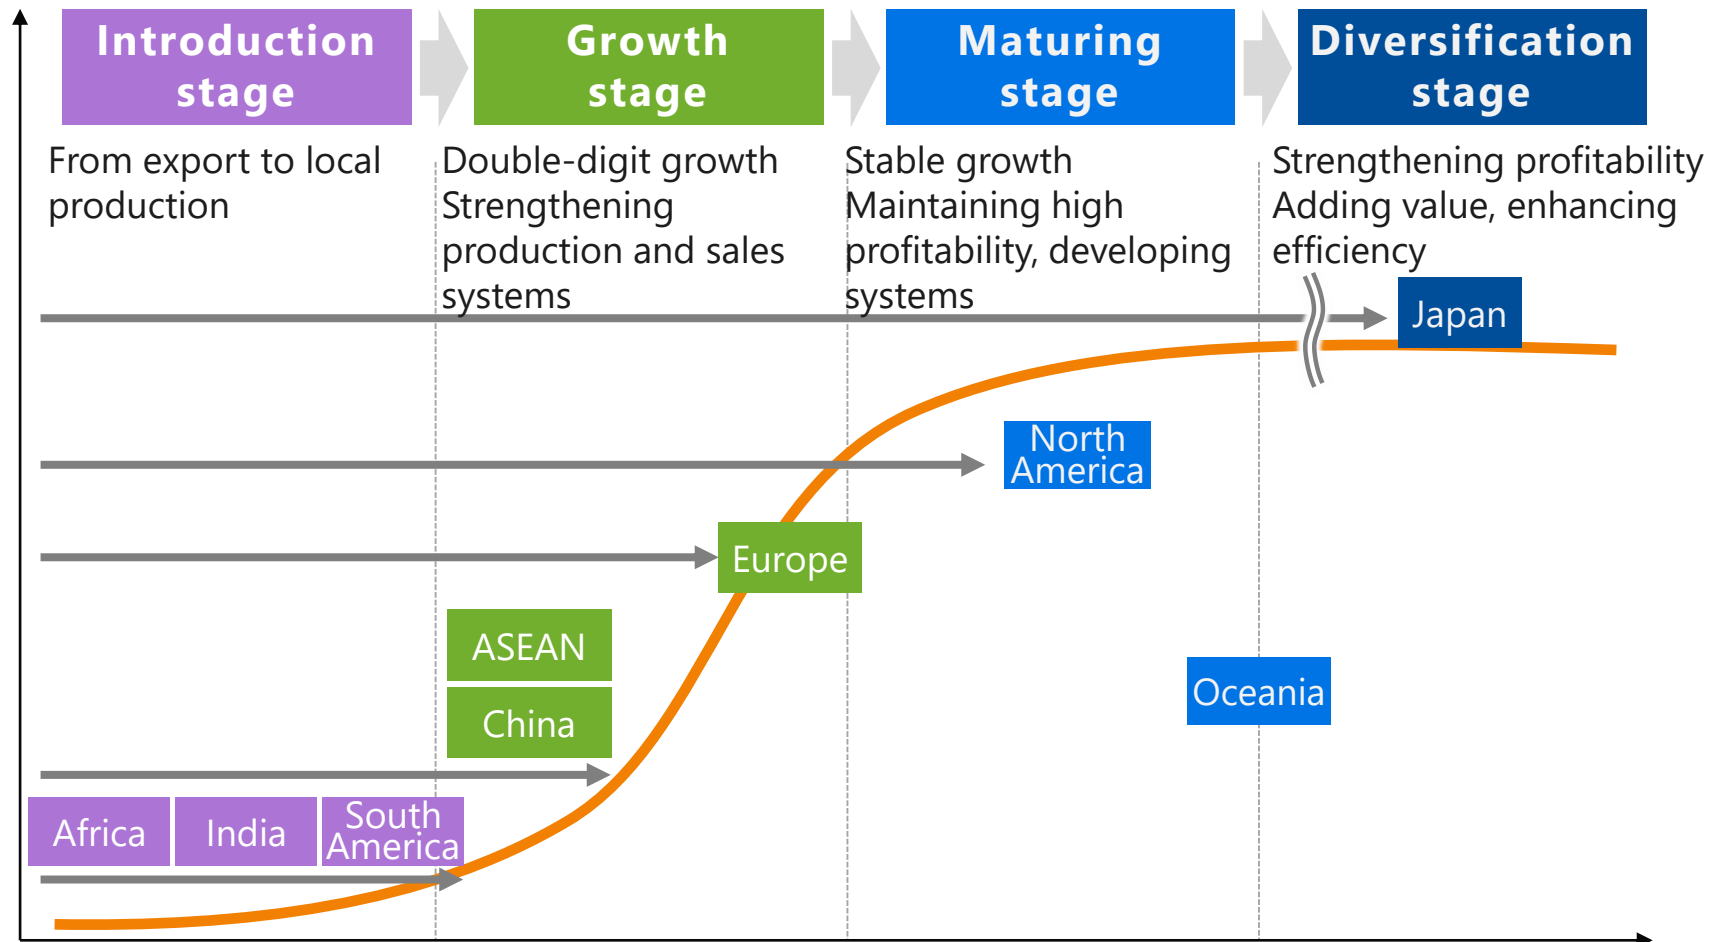 Introduction
stage
Growth
stage
Maturing
stage
Diversification
stage
From export to local
production
Double-digit growth
Strengthening
production and sales
systems
Stable growth
Maintaining high
profitability, developing
systems
Strengthening profitability
Adding value, enhancing
efficiency
Japan
North
America
Europe
ASEAN
China
Oceania
Africa
India
South
America